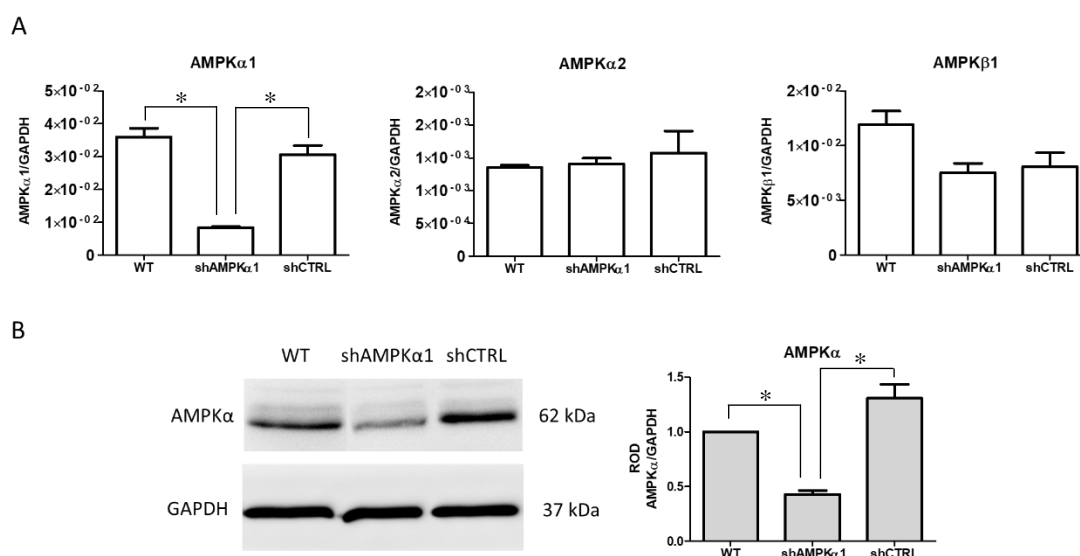 A
AMPKα1
AMPKα1/GAPDH
4×10⁻⁰²
3×10⁻⁰²
2×10⁻⁰²
1×10⁻⁰²
0
*
*
WT shAMPKα1 shCTRL
AMPKα2
AMPKα2/GAPDH
2×10⁻⁰³
2×10⁻⁰³
1×10⁻⁰³
1×10⁻⁰³
5×10⁻⁰⁴
0
WT shAMPKα1 shCTRL
AMPKβ1
AMPKβ1/GAPDH
2×10⁻⁰²
1×10⁻⁰²
5×10⁻⁰³
0
WT shAMPKα1 shCTRL
B
WT shAMPKα1 shCTRL
AMPKα 62 kDa
GAPDH 37 kDa
AMPKα
ROD
AMPKα/GAPDH
1.5
1.0
0.5
0.0
*
*
WT shAMPKα1 shCTRL